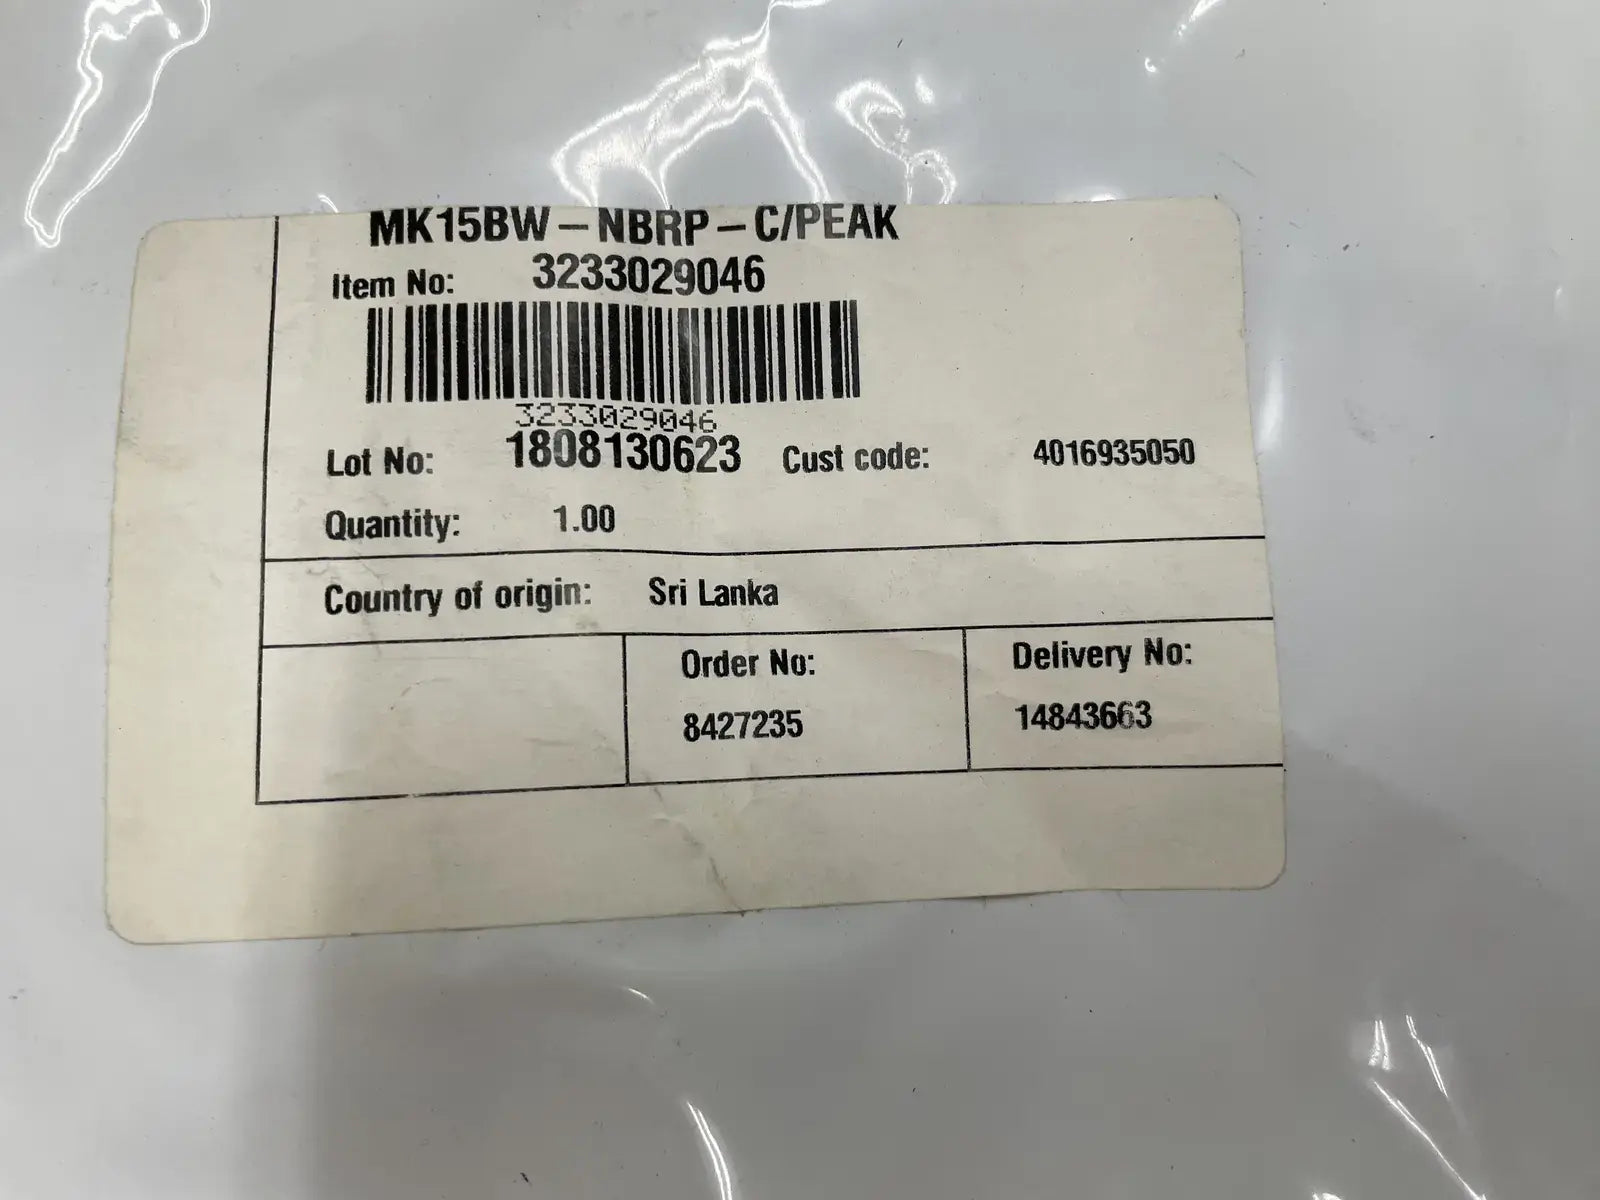 MK15BW-NBRP-C/PEAK
Item No: 3233029046
3233029046
Lot No: 1808130623 Cust code: 4016935050
Quantity: 1.00
Country of origin: Sri Lanka
Order No: Delivery No:
8427235 14843663